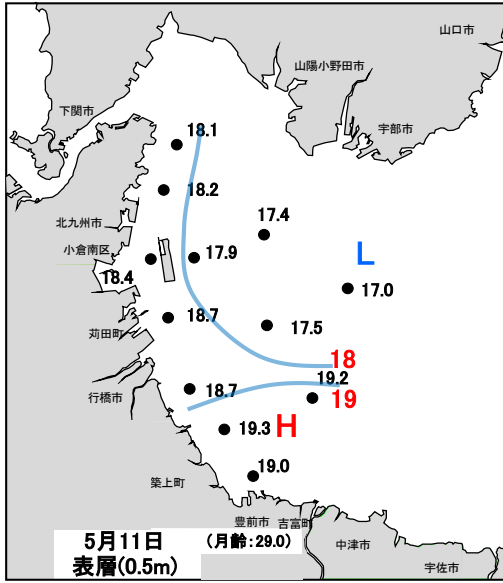 山口市
山陽小野田市
下関市
宇部市
18.1
18.2
北九州市
小倉南区
17.4
17.9
L
18.4
17.0
苅田町
18.7
17.5
18
19.2
行橋市
18.7
19
19.3
H
19.0
築上町
豊前市
吉富町
中津市
宇佐市
5月11日
(月齢:29.0)
表層(0.5m)